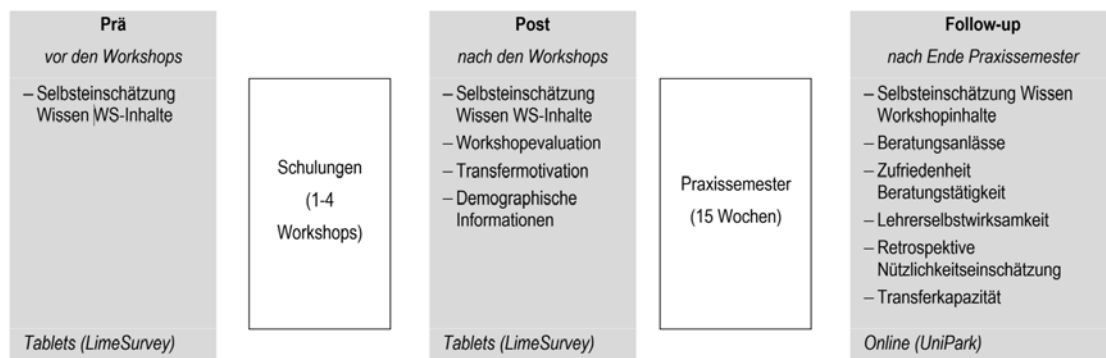 Prä
vor den Workshops
– Selbsteinschätzung
Wissen WS-Inhalte
Tablets (LimeSurvey)
Schulungen
(1-4
Workshops)
Post
nach den Workshops
– Selbsteinschätzung
Wissen WS-Inhalte
– Workshopevaluation
– Transfermotivation
– Demographische
Informationen
Tablets (LimeSurvey)
Praxissemester
(15 Wochen)
Follow-up
nach Ende Praxissemester
– Selbsteinschätzung Wissen
Workshopinhalte
– Beratungsanlässe
– Zufriedenheit
Beratungstätigkeit
– Lehrerselbstwirksamkeit
– Retrospektive
Nützlichkeitseinschätzung
– Transferkapazität
Online (UniPark)